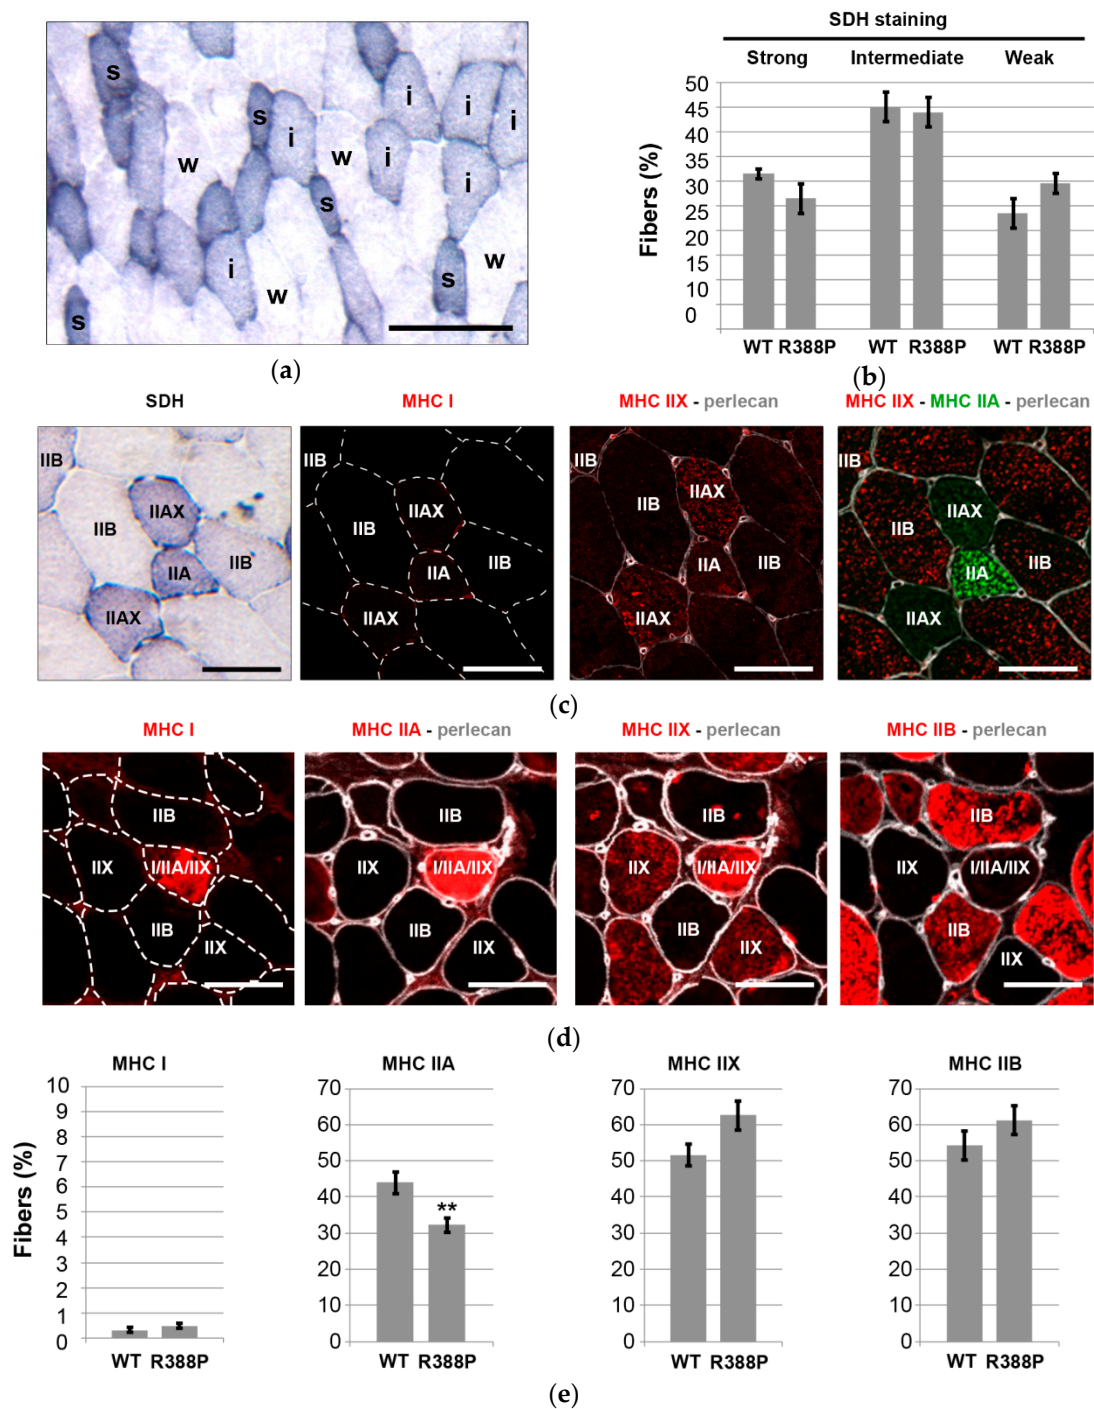 SDH staining
Strong Intermediate Weak
s i i i s i w w i i s i w w s s
Fibers (%)
50
45
40
35
30
25
20
15
10
5
0
WT R388P WT R388P WT R388P
(a)
(b)
SDH MHC I MHC IIX - perlecan MHC IIX - MHC IIA - perlecan
IIB IIAX IIB IIB IIA IIAX
IIAX IIB IIA IIB IIAX
IIB IIAX IIB IIA IIB IIAX
IIB IIAX IIB IIB IIA IIAX
(c)
MHC I MHC IIA - perlecan MHC IIX - perlecan MHC IIB - perlecan
IIB IIX I/IIA/IIX IIB IIX
IIB I/IIA/IIX IIB IIX
IIB IIX I/IIA/IIX IIB IIX
IIB I/IIA/IIX IIB IIX
(d)
MHC I
Fibers (%)
10
9
8
7
6
5
4
3
2
1
0
WT R388P
MHC IIA
70
60
50
40
30
20
10
0
**
WT R388P
MHC IIX
70
60
50
40
30
20
10
0
WT R388P
MHC IIB
70
60
50
40
30
20
10
0
WT R388P
(e)